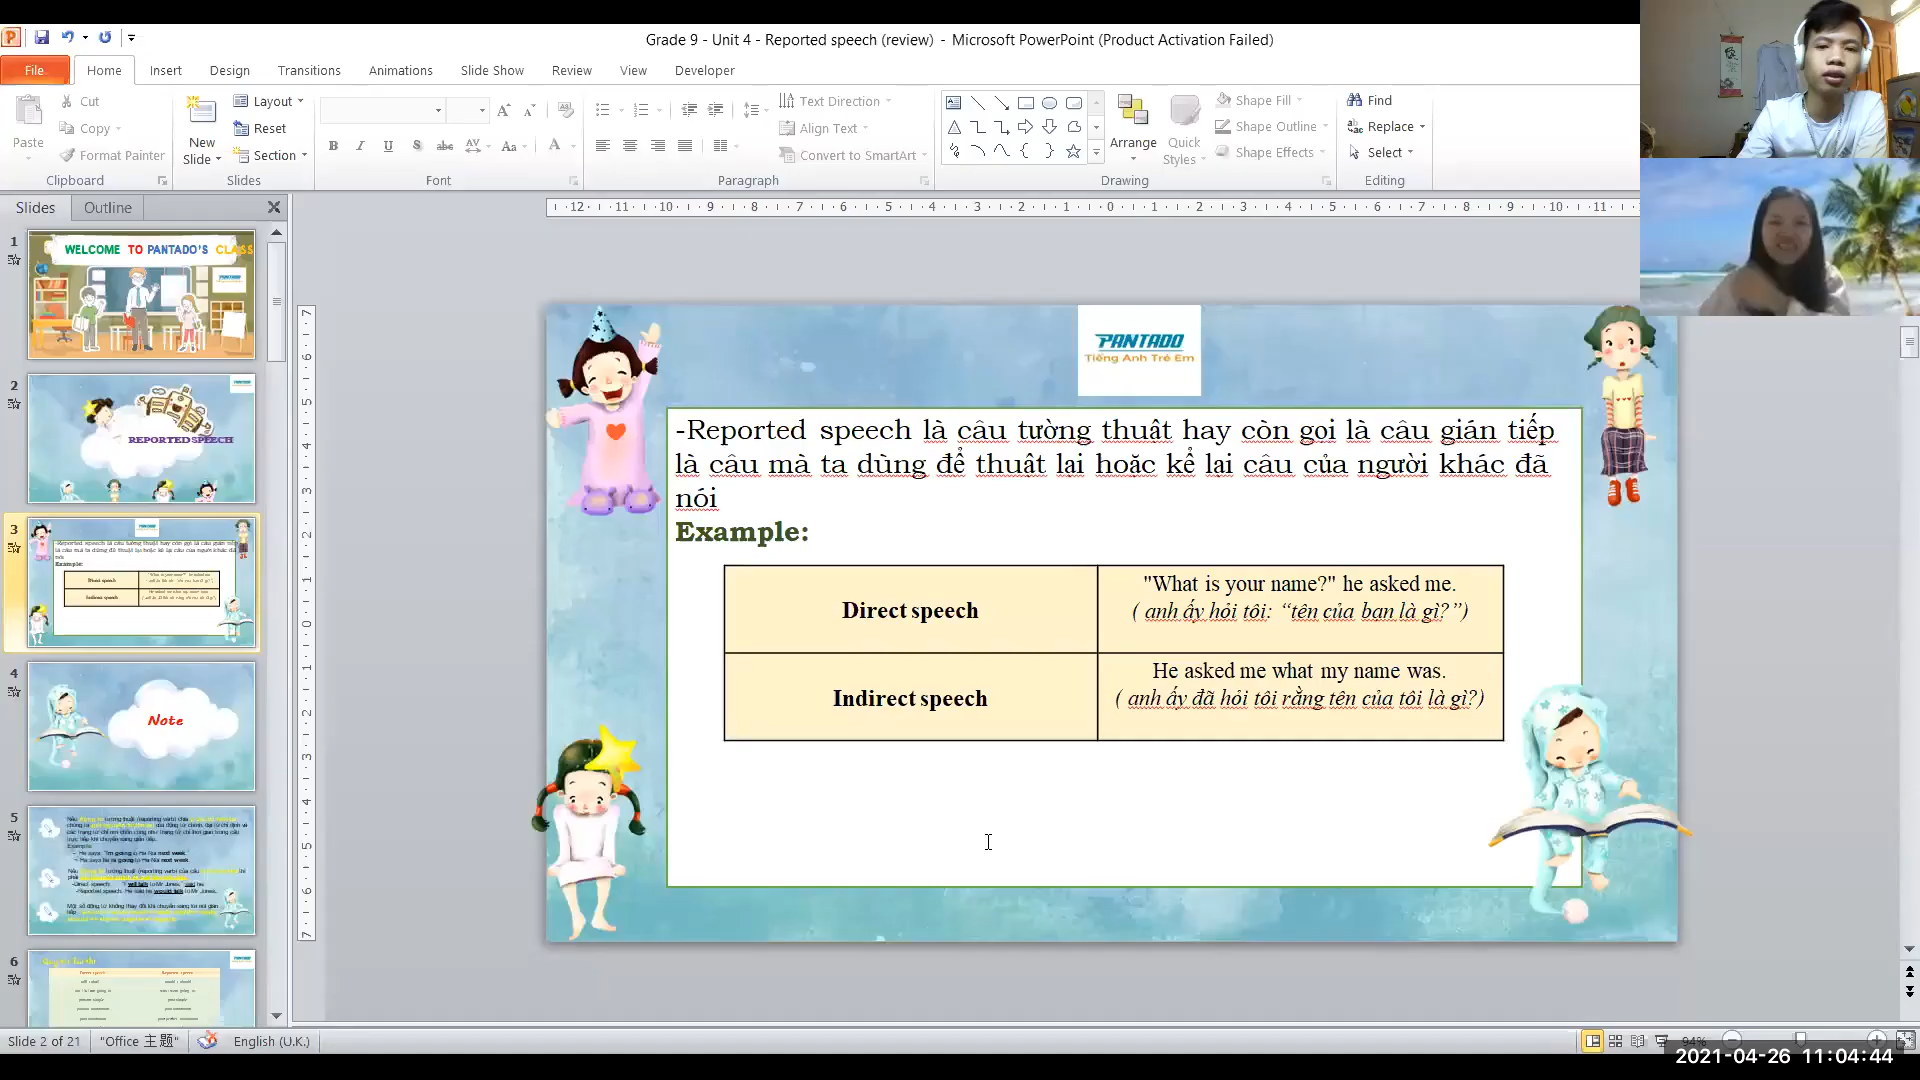 Grade 9 - Unit 4 - Reported speech (review) - Microsoft PowerPoint (Product Activation Failed)
File Home Insert Design Transitions Animations Slide Show Review View Developer
Cut
Copy
Format Painter
Paste
Clipboard
New Slide
Layout
Reset
Section
Slides
Font
Text Direction
Align Text
Convert to SmartArt
Paragraph
Arrange
Quick Styles
Shape Fill
Shape Outline
Shape Effects
Drawing
Find
Replace
Select
Editing
Slides Outline
1
WELCOME TO PANTADO'S CLASS
2
REPORTED SPEECH
3
4
Note
5
6
PANTADO
Tiếng Anh Trẻ Em
-Reported speech là câu tường thuật hay còn gọi là câu gián tiếp
là câu mà ta dùng để thuật lại hoặc kể lại câu của người khác đã
nói
Example:
Direct speech
"What is your name?" he asked me.
( anh ấy hỏi tôi: “tên của bạn là gì?”)
Indirect speech
He asked me what my name was.
( anh ấy đã hỏi tôi rằng tên của tôi là gì?)
Slide 2 of 21 "Office 主题" English (U.K.) 94%
2021-04-26 11:04:44